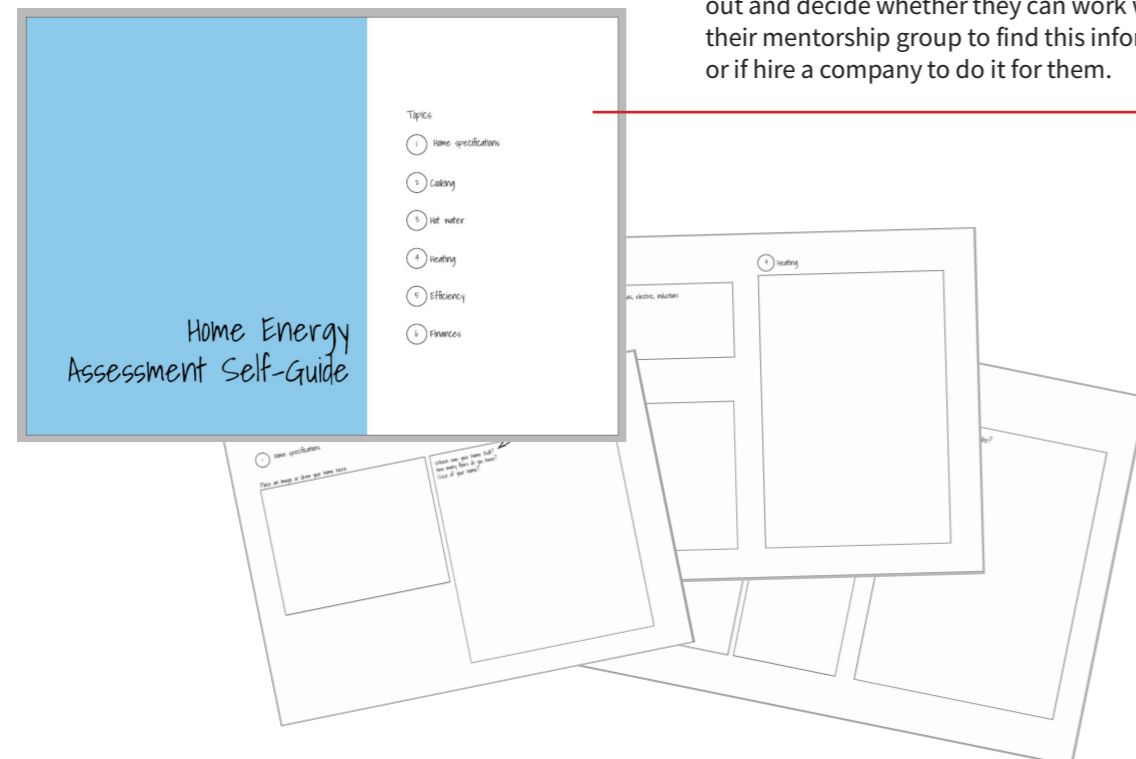 out and decide whether they can work
their mentorship group to find this
or if hire a company to do it for them.
Topics
1 Home specifications
2 Cooking
3 Hot water
4 Heating
5 Efficiency
6 Finances
Home Energy
Assessment Self-Guide
4 Heating
electric, induction)
1 Home specifications
Place an image or draw your home here
When was your home built?
How many floors do you have?
Size of your home?